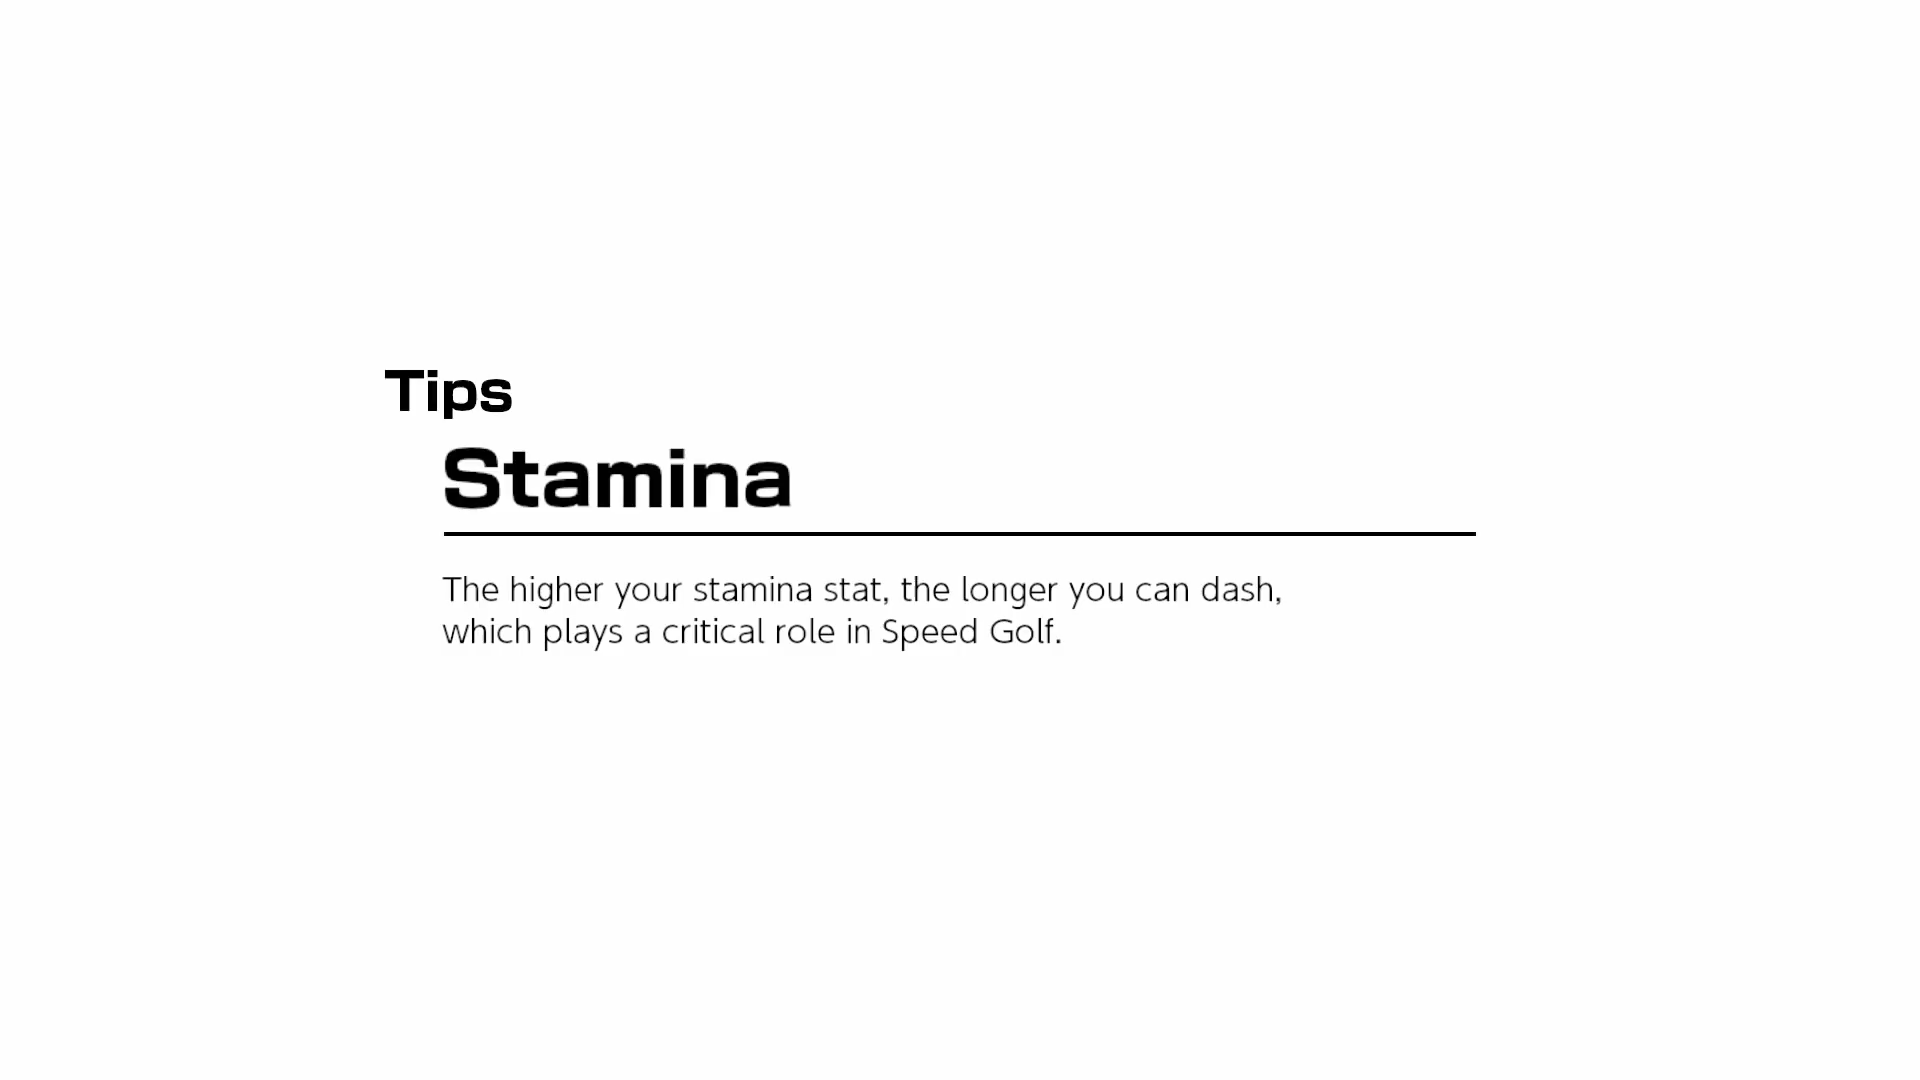 Tips
Stamina
The higher your stamina stat, the longer you can dash,
which plays a critical role in Speed Golf.